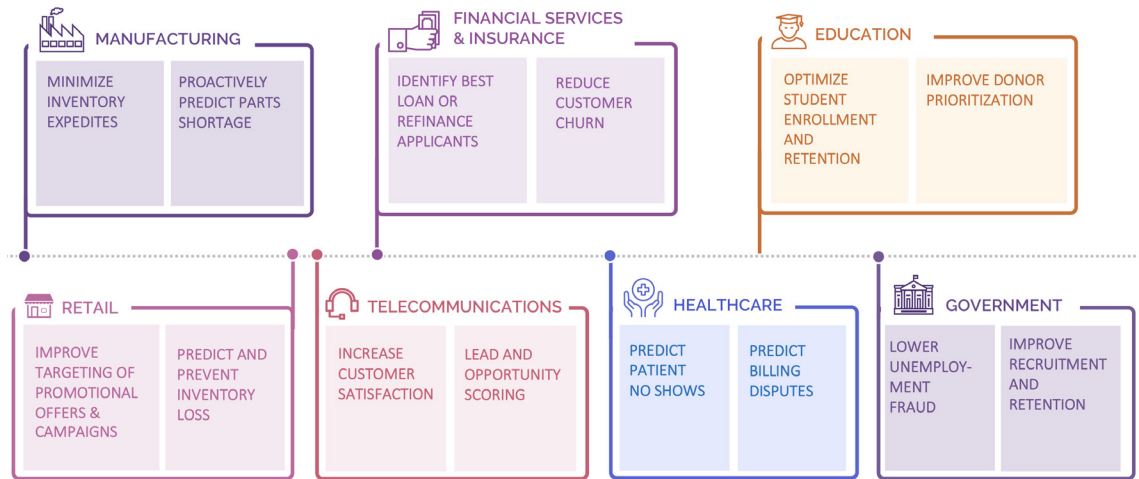 MANUFACTURING
MINIMIZE
INVENTORY
EXPEDITES
PROACTIVELY
PREDICT PARTS
SHORTAGE
FINANCIAL SERVICES
& INSURANCE
IDENTIFY BEST
LOAN OR
REFINANCE
APPLICANTS
REDUCE
CUSTOMER
CHURN
EDUCATION
OPTIMIZE
STUDENT
ENROLLMENT
AND
RETENTION
IMPROVE DONOR
PRIORITIZATION
RETAIL
IMPROVE
TARGETING OF
PROMOTIONAL
OFFERS &
CAMPAIGNS
PREDICT AND
PREVENT
INVENTORY
LOSS
TELECOMMUNICATIONS
INCREASE
CUSTOMER
SATISFACTION
LEAD AND
OPPORTUNITY
SCORING
HEALTHCARE
PREDICT
PATIENT
NO SHOWS
PREDICT
BILLING
DISPUTES
GOVERNMENT
LOWER
UNEMPLOY-
MENT
FRAUD
IMPROVE
RECRUITMENT
AND
RETENTION